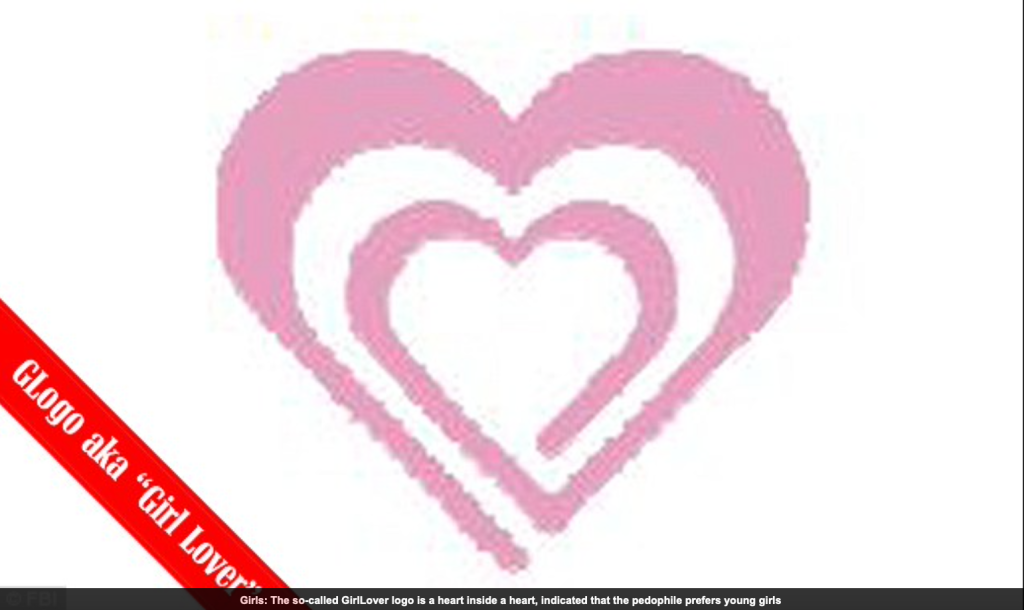 GLogo aka “Girl Lover”
© FBI
Girls: The so-called GirlLover logo is a heart inside a heart, indicated that the pedophile prefers young girls